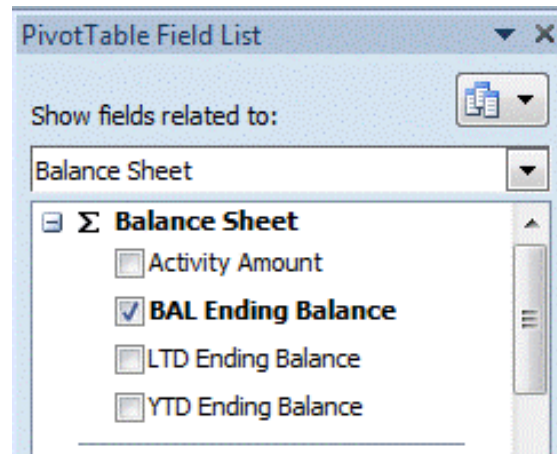 PivotTable Field List
Show fields related to:
Balance Sheet
Σ Balance Sheet
Activity Amount
BAL Ending Balance
LTD Ending Balance
YTD Ending Balance